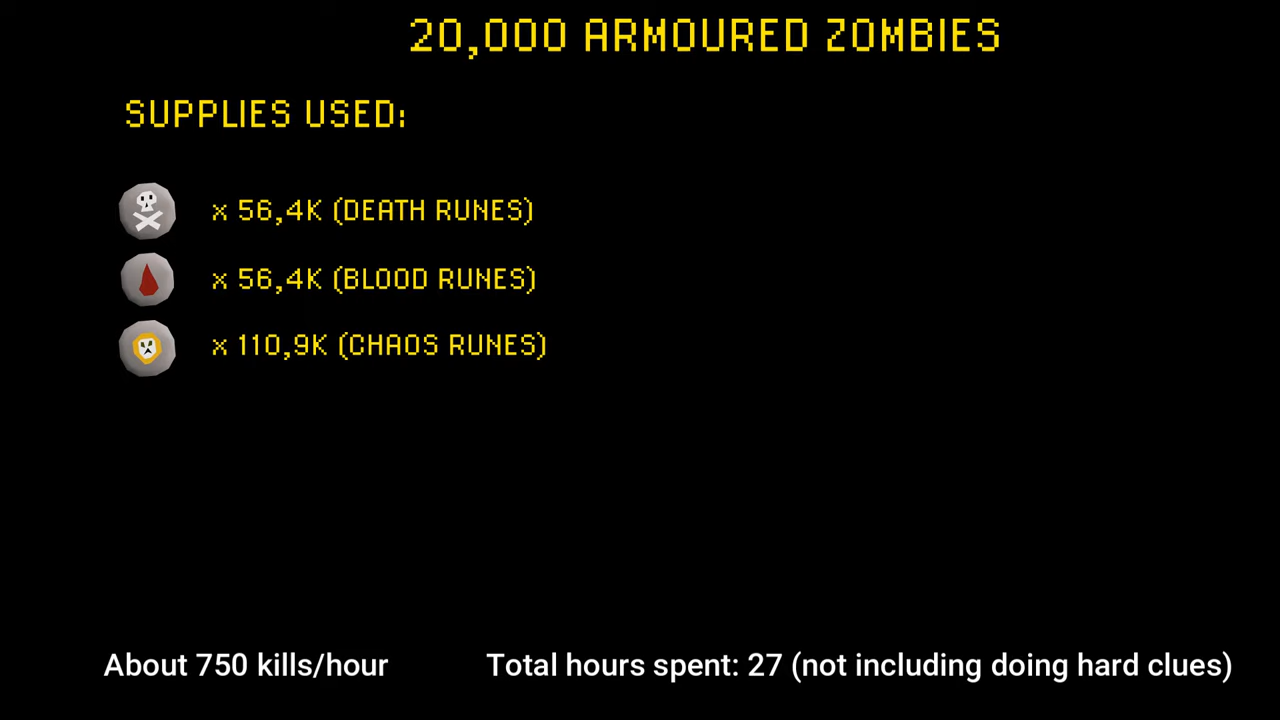 20,000 ARMOURED ZOMBIES
SUPPLIES USED:
x 56,4K (DEATH RUNES)
x 56,4K (BLOOD RUNES)
x 110,9K (CHAOS RUNES)
About 750 kills/hour
Total hours spent: 27 (not including doing hard clues)